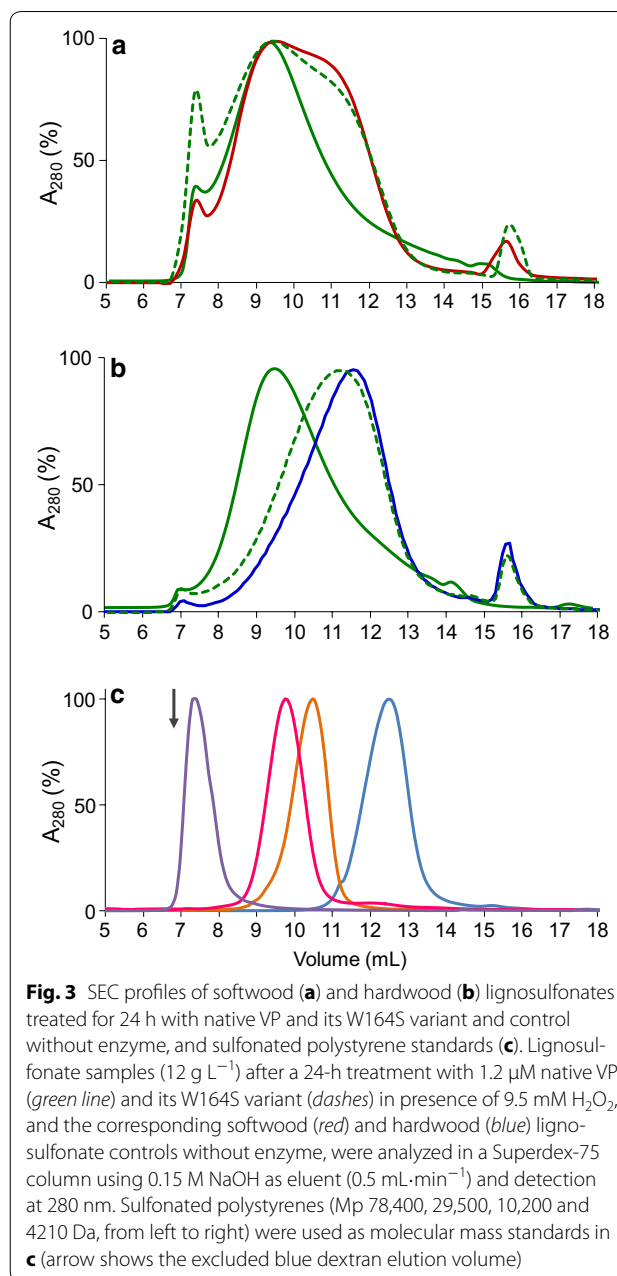 a
100
50
0
A280 (%)
5 6 7 8 9 10 11 12 13 14 15 16 17 18
b
100
50
0
A280 (%)
5 6 7 8 9 10 11 12 13 14 15 16 17 18
c
100
50
0
A280 (%)
5 6 7 8 9 10 11 12 13 14 15 16 17 18
Volume (mL)
Fig. 3 SEC profiles of softwood (a) and hardwood (b) lignosulfonates
treated for 24 h with native VP and its W164S variant and control
without enzyme, and sulfonated polystyrene standards (c). Lignosul-
fonate samples (12 g L−1) after a 24-h treatment with 1.2 μM native VP
(green line) and its W164S variant (dashes) in presence of 9.5 mM H2O2,
and the corresponding softwood (red) and hardwood (blue) ligno-
sulfonate controls without enzyme, were analyzed in a Superdex-75
column using 0.15 M NaOH as eluent (0.5 mL·min−1) and detection
at 280 nm. Sulfonated polystyrenes (Mp 78,400, 29,500, 10,200 and
4210 Da, from left to right) were used as molecular mass standards in
c (arrow shows the excluded blue dextran elution volume)